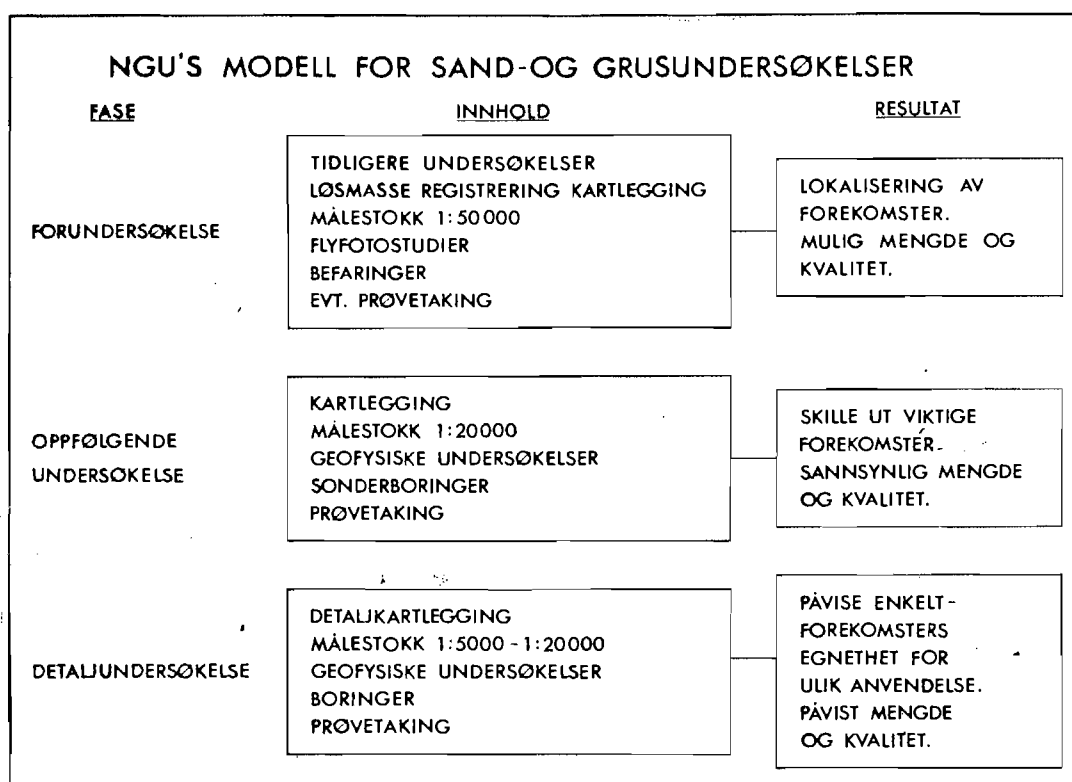 NGU'S MODELL FOR SAND-OG GRUSUNDERSØKELSER
FASE
INNHOLD
RESULTAT
FORUNDERSØKELSE
TIDLIGERE UNDERSØKELSER
LØSMASSE REGISTRERING KARTLEGGING
MÅLESTOKK 1:50000
FLYFOTOSTUDIER
BEFARINGER
EVT. PRØVETAKING
LOKALISERING AV
FOREKOMSTER.
MULIG MENGDE OG
KVALITET.
OPPFØLGENDE
UNDERSØKELSE
KARTLEGGING
MÅLESTOKK 1:20000
GEOFYSISKE UNDERSØKELSER
SONDERBORINGER
PRØVETAKING
SKILLE UT VIKTIGE
FOREKOMSTER.
SANNSYNLIG MENGDE
OG KVALITET.
DETALJUNDERSØKELSE
DETALJKARTLEGGING
MÅLESTOKK 1:5000-1:20000
GEOFYSISKE UNDERSØKELSER
BORINGER
PRØVETAKING
PÅVISE ENKELT-
FOREKOMSTERS
EGNETHET FOR
ULIK ANVENDELSE.
PÅVIST MENGDE
OG KVALITET.